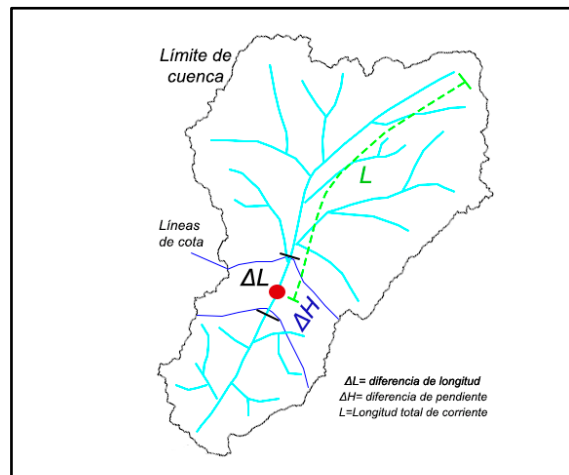 Límite de
cuenca
L
Líneas
de cota
ΔL
ΔH
ΔL= diferencia de longitud
ΔH= diferencia de pendiente
L=Longitud total de corriente